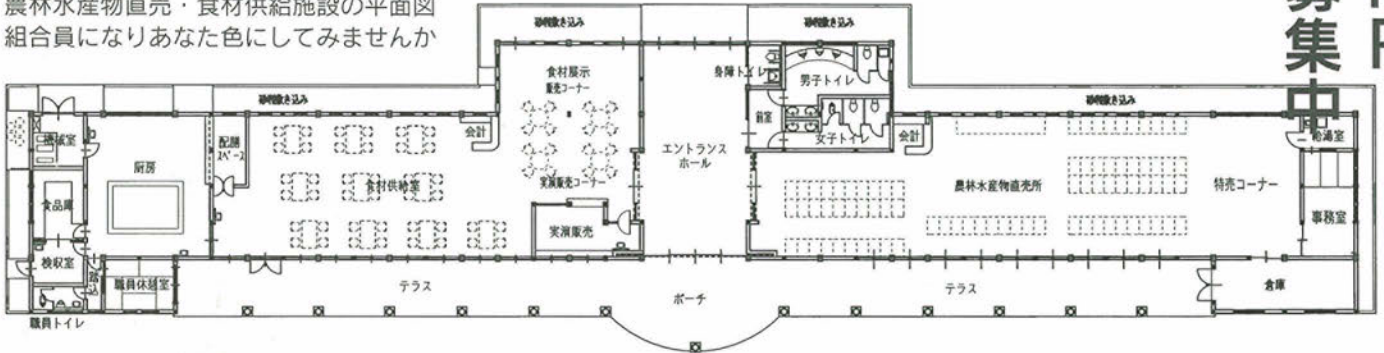 農林水産物直売・食材供給施設の平面図
組合員になりあなた色にしてみませんか
募集中
砂利敷き込み
砂利敷き込み
砂利敷き込み
砂利敷き込み
機械室
厨房
配膳
スペース
食品庫
検収室
職員休憩室
職員トイレ
食材供給室
会計
食材展示
販売コーナー
実演販売コーナー
実演販売
エントランス
ホール
身障トイレ
男子トイレ
前室
女子トイレ
会計
農林水産物直売所
特売コーナー
給湯室
事務室
倉庫
テラス
ポーチ
テラス